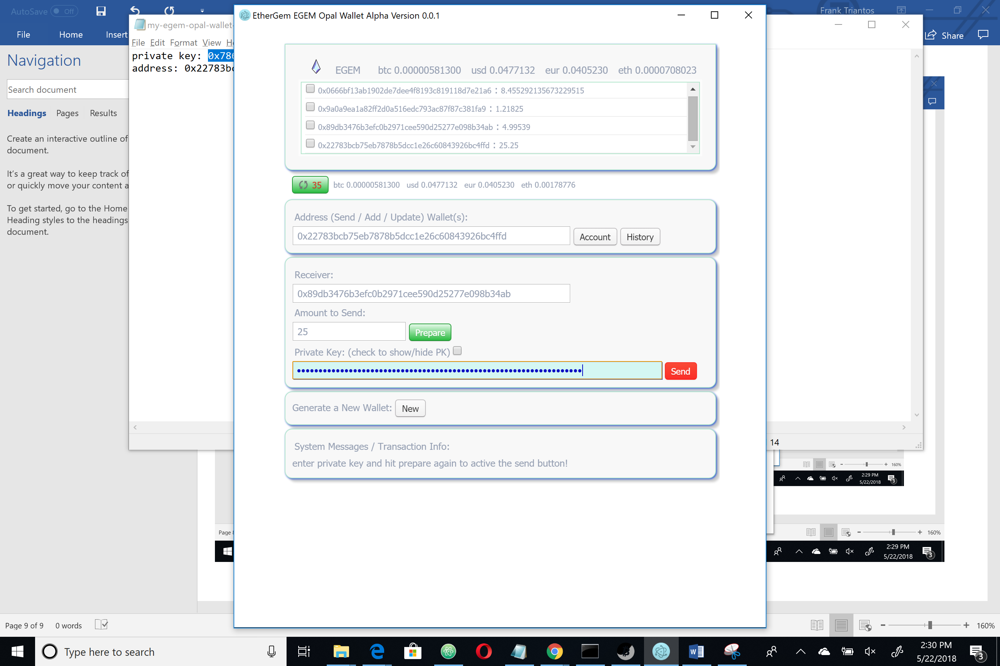 AutoSave Off
Frank Triantos
File Home Insert
Share
Navigation
Search document
Headings Pages Results
Create an interactive outline of
document.
It's a great way to keep track of
or quickly move your content a
To get started, go to the Home
Heading styles to the headings
document.
my-egem-opal-wallet-
File Edit Format View He
private key: 0x786
address: 0x22783bc
EtherGem EGEM Opal Wallet Alpha Version 0.0.1
EGEM btc 0.00000581300 usd 0.0477132 eur 0.0405230 eth 0.0000708023
0x0666bf13ab1902de7dee4f8193c819118d7e21a6 : 8.455292135673229515
0x9a0a9ea1a82ff2d0a516edc793ac87f87c381fa9 : 1.21825
0x89db3476b3efc0b2971cee590d25277e098b34ab : 4.99539
0x22783bcb75eb7878b5dcc1e26c60843926bc4ffd : 25.25
35 btc 0.00000581300 usd 0.0477132 eur 0.0405230 eth 0.00178776
Address (Send / Add / Update) Wallet(s):
0x22783bcb75eb7878b5dcc1e26c60843926bc4ffd Account History
Receiver:
0x89db3476b3efc0b2971cee590d25277e098b34ab
Amount to Send:
25 Prepare
Private Key: (check to show/hide PK)
Send
Generate a New Wallet: New
System Messages / Transaction Info:
enter private key and hit prepare again to active the send button!
14
160%
2:29 PM
5/22/2018
3
Page 8
160%
2:29 PM
5/22/2018
3
Page 9 of 9 0 words
160%
Type here to search
2:30 PM
5/22/2018
3